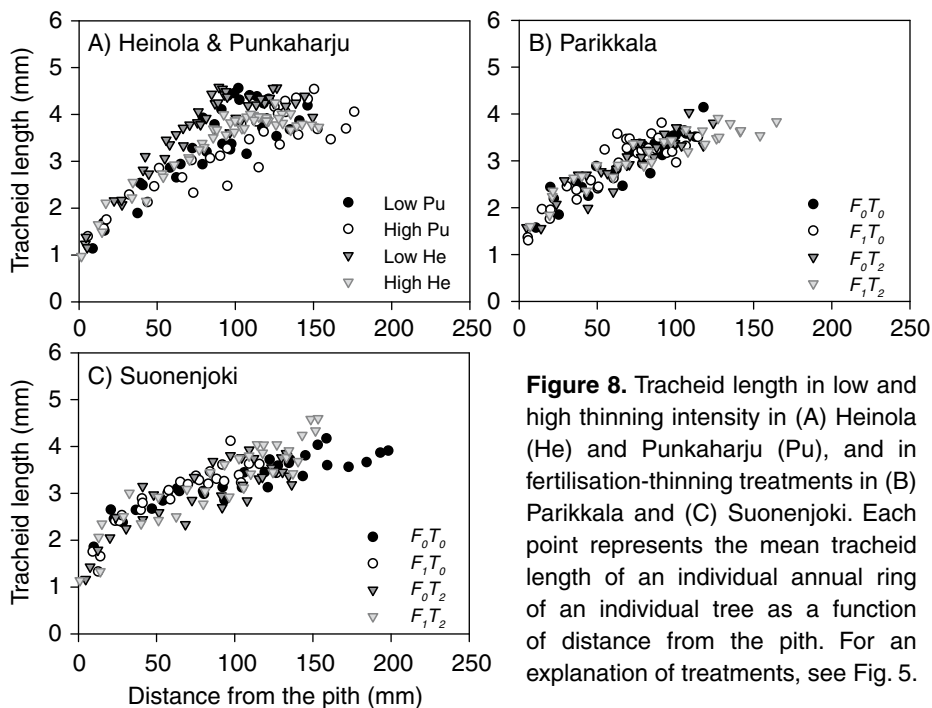 A) Heinola & Punkaharju
Tracheid length (mm)
6
5
4
3
2
1
0
0 50 100 150 200 250
Low Pu
High Pu
Low He
High He
B) Parikkala
6
5
4
3
2
1
0
0 50 100 150 200 250
F0T0
F1T0
F0T2
F1T2
C) Suonenjoki
Tracheid length (mm)
6
5
4
3
2
1
0
0 50 100 150 200 250
Distance from the pith (mm)
F0T0
F1T0
F0T2
F1T2
Figure 8. Tracheid length in low and
high thinning intensity in (A) Heinola
(He) and Punkaharju (Pu), and in
fertilisation-thinning treatments in (B)
Parikkala and (C) Suonenjoki. Each
point represents the mean tracheid
length of an individual annual ring
of an individual tree as a function
of distance from the pith. For an
explanation of treatments, see Fig. 5.